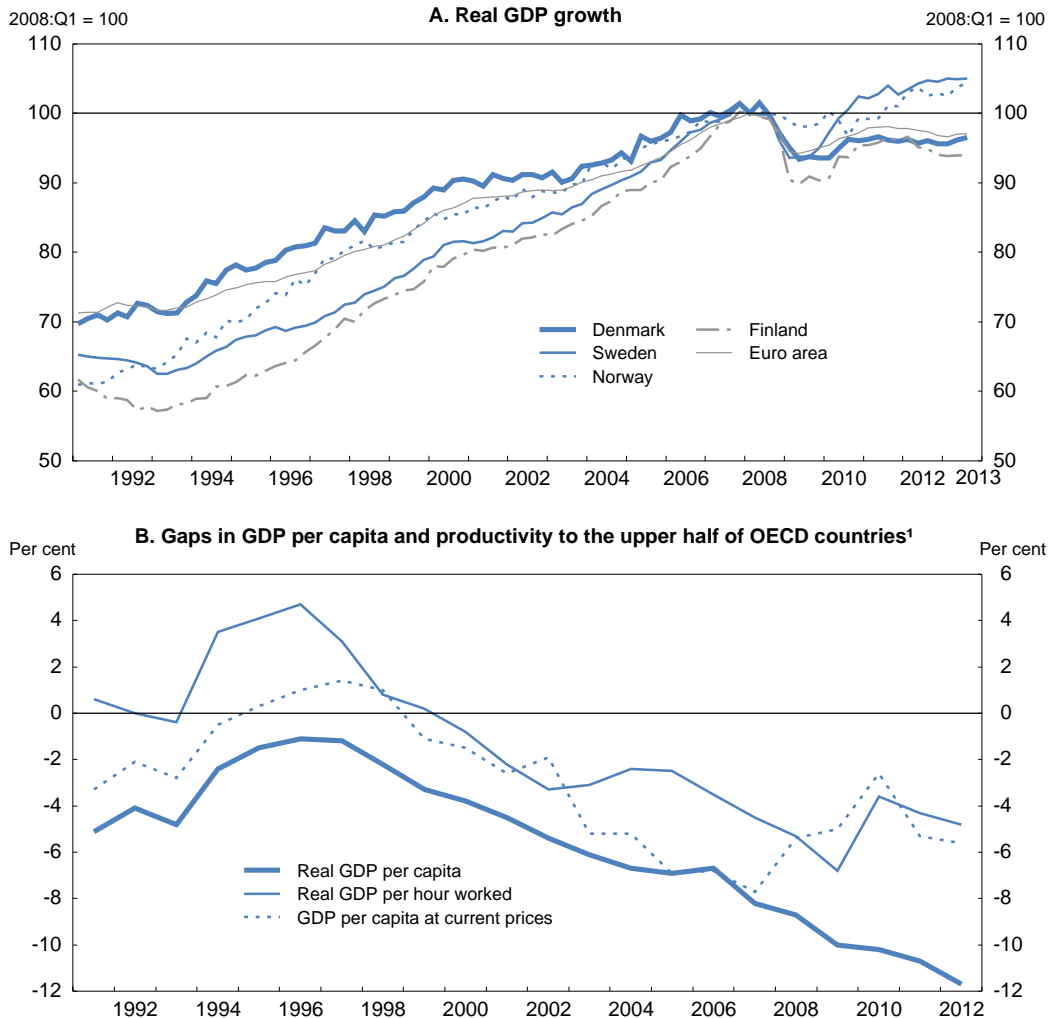 A. Real GDP growth
2008:Q1 = 100 2008:Q1 = 100
110 110
100 100
90 90
80 80
70 70
60 60
50 50
Denmark Finland
Sweden Euro area
Norway
1992 1994 1996 1998 2000 2002 2004 2006 2008 2010 2012 2013
B. Gaps in GDP per capita and productivity to the upper half of OECD countries¹
Per cent Per cent
6 6
4 4
2 2
0 0
-2 -2
-4 -4
-6 -6
-8 -8
-10 -10
-12 -12
Real GDP per capita
Real GDP per hour worked
GDP per capita at current prices
1992 1994 1996 1998 2000 2002 2004 2006 2008 2010 2012